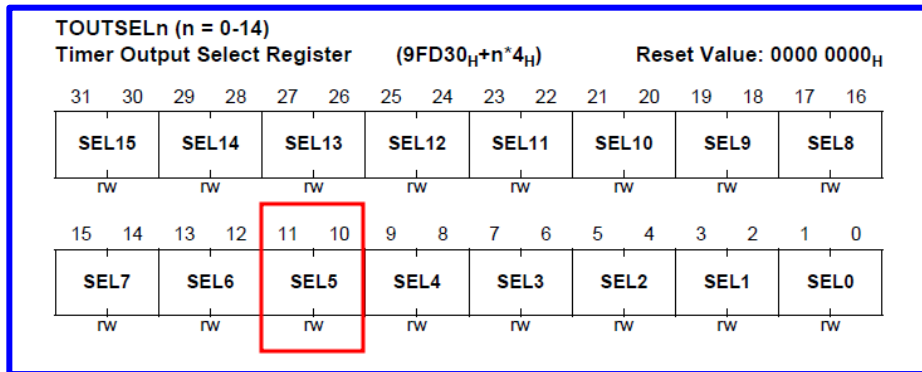 TOUTSELn (n = 0-14)
Timer Output Select Register (9FD30H+n*4H) Reset Value: 0000 0000H
31 30 29 28 27 26 25 24 23 22 21 20 19 18 17 16
SEL15 SEL14 SEL13 SEL12 SEL11 SEL10 SEL9 SEL8
rw rw rw rw rw rw rw rw
15 14 13 12 11 10 9 8 7 6 5 4 3 2 1 0
SEL7 SEL6 SEL5 SEL4 SEL3 SEL2 SEL1 SEL0
rw rw rw rw rw rw rw rw